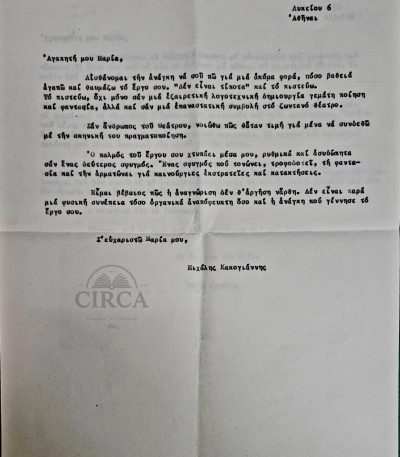 Λυκείου 6
Ἀθῆναι
Ἀγαπητή μου Μαρία,
Αἰσθάνομαι τήν ἀνάγκη νά σοῦ πῶ γιά μιά ἀκόμα φορά, πόσο βαθειά
ἀγαπῶ καί θαυμάζω τό ἔργο σου. "Δέν εἶναι τίποτα" καί τό πιστεύω.
Τό πιστεύω, ὄχι μόνο σάν μιά ἐξαιρετική λογοτεχνική δημιουργία γεμάτη ποίηση
καί φαντασία, ἀλλά καί σάν μιά ἐπαναστατική συμβολή στό ζωντανό θέατρο.
Σάν ἄνθρωπος τοῦ θεάτρου, νοιώθω πώς θἆταν τιμή γιά μένα νά συνδεθῶ
μέ τήν σκηνική του πραγματοποίηση.
Ὁ παλμός τοῦ ἔργου σου χτυπάει μέσα μου, ρυθμικά καί ἀσυδώτητα
σάν ἕνας δεύτερος σφυγμός. Ἕνας σφυγμός πού τονώνει, τροφοδοτεῖ, τή φαντα-
σία καί τήν ἁρματώνει γιά καινούργιες ἐκστρατεῖες καί κατακτήσεις.
Εἶμαι βέβαιος πώς ἡ ἀναγνώριση δέν θ'ἀργήση νἄρθη. Δέν εἶναι παρά
μιά φυσική συνέπεια τόσο ὀργανικά ἀναπόφευκτη ὅσο καί ἡ ἀνάγκη πού γέννησε τό
ἔργο σου.
Σ'εὐχαριστῶ Μαρία μου,
Μιχάλης Κακογιάννης
CIRCA